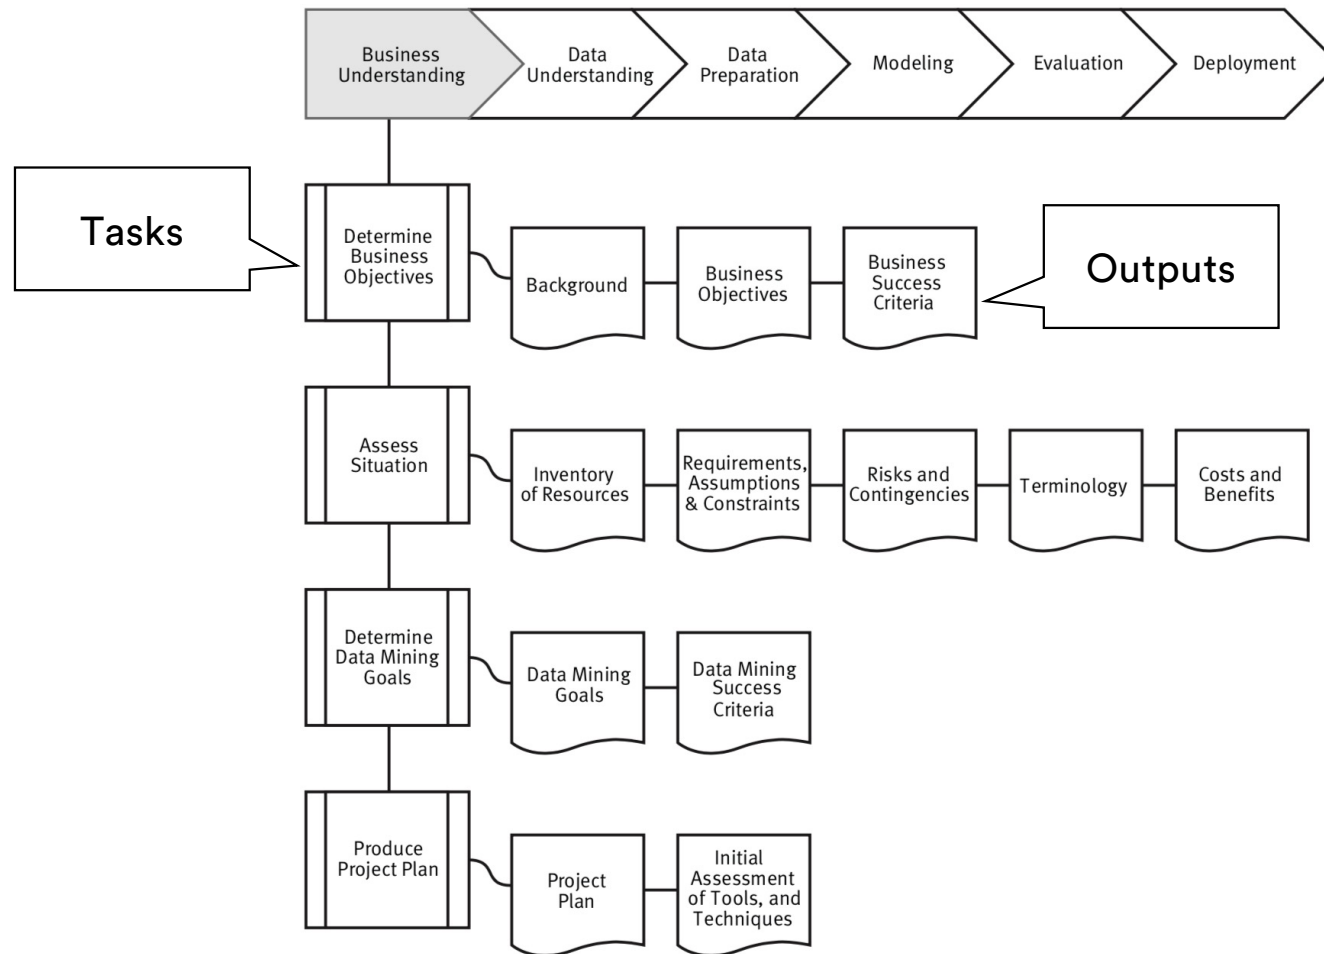 Business
Understanding
Data
Understanding
Data
Preparation
Modeling
Evaluation
Deployment
Tasks
Determine
Business
Objectives
Background
Business
Objectives
Business
Success
Criteria
Outputs
Assess
Situation
Inventory
of Resources
Requirements,
Assumptions
& Constraints
Risks and
Contingencies
Terminology
Costs and
Benefits
Determine
Data Mining
Goals
Data Mining
Goals
Data Mining
Success
Criteria
Produce
Project Plan
Project
Plan
Initial
Assessment
of Tools, and
Techniques